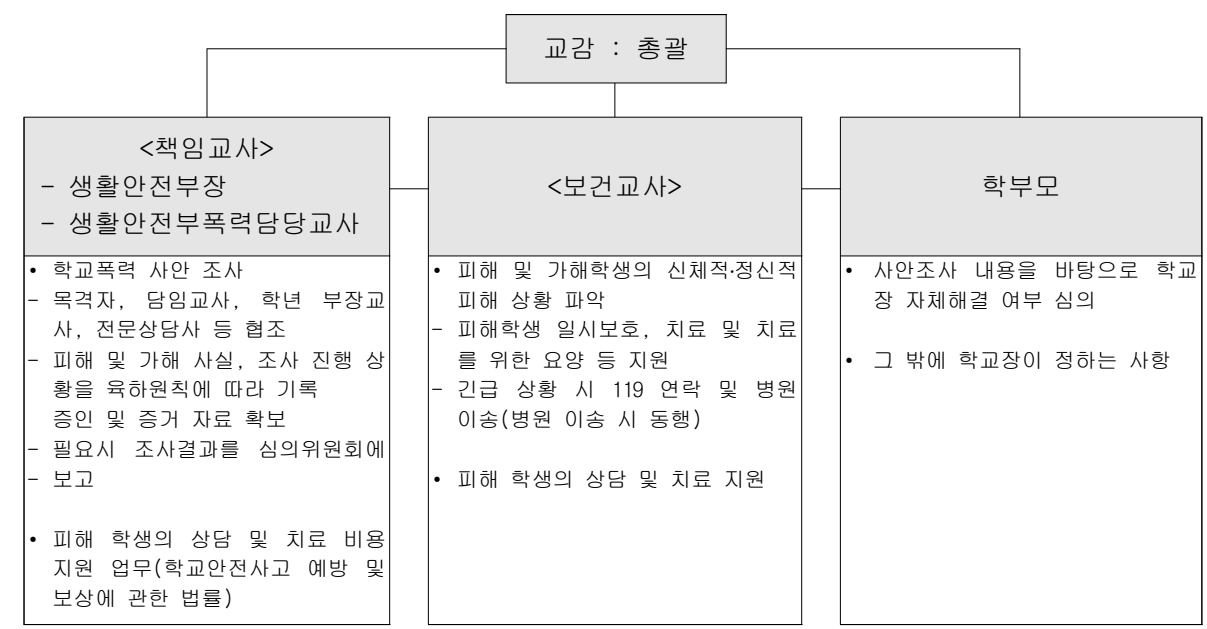 교감 : 총괄
<책임교사>
- 생활안전부장
- 생활안전부폭력담당교사
<보건교사>
학부모
• 학교폭력 사안 조사
- 목격자, 담임교사, 학년 부장교
사, 전문상담사 등 협조
- 피해 및 가해 사실, 조사 진행 상
황을 육하원칙에 따라 기록
증인 및 증거 자료 확보
- 필요시 조사결과를 심의위원회에
- 보고
• 피해 학생의 상담 및 치료 비용
지원 업무(학교안전사고 예방 및
보상에 관한 법률)
• 피해 및 가해학생의 신체적·정신적
피해 상황 파악
- 피해학생 일시보호, 치료 및 치료
를 위한 요양 등 지원
- 긴급 상황 시 119 연락 및 병원
이송(병원 이송 시 동행)
• 피해 학생의 상담 및 치료 지원
• 사안조사 내용을 바탕으로 학교
장 자체해결 여부 심의
• 그 밖에 학교장이 정하는 사항